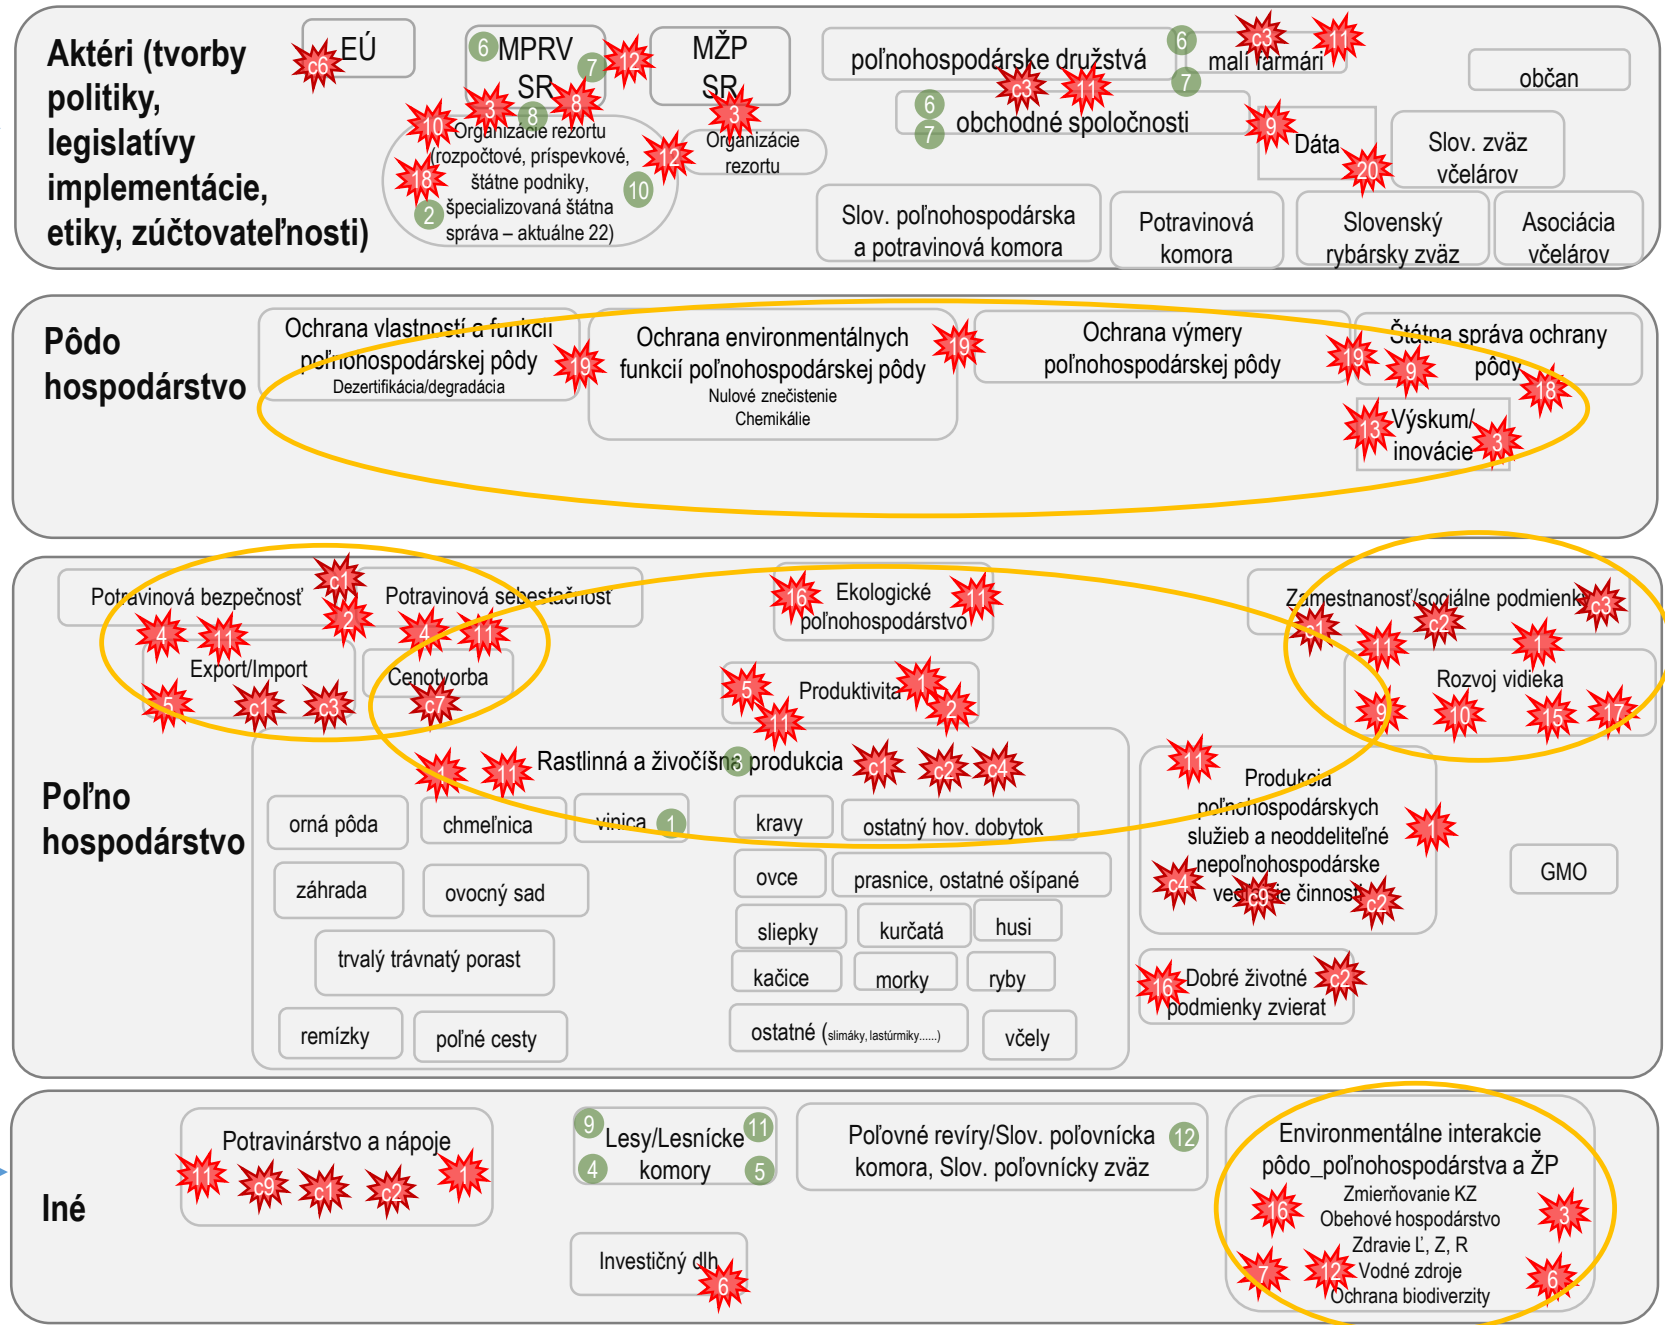 Aktéri (tvorby
politiky,
legislatívy
implementácie,
etiky, zúčtovateľnosti)
EÚ
c6
6
MPRV
SR
7
3
8
8
12
MŽP
SR
3
10
Organizácie rezortu
(rozpočtové, príspevkové,
štátne podniky,
špecializovaná štátna
správa – aktuálne 22)
18
2
10
12
Organizácie
rezortu
poľnohospodárske družstvá
c3
11
6
7
malí farmári
c3
11
6
7
obchodné spoločnosti
občan
9
Dáta
20
Slov. zväz
včelárov
Slov. poľnohospodárska
a potravinová komora
Potravinová
komora
Slovenský
rybársky zväz
Asociácia
včelárov
Pôdo
hospodárstvo
Ochrana vlastností a funkcií
poľnohospodárskej pôdy
Dezertifikácia/degradácia
19
Ochrana environmentálnych
funkcií poľnohospodárskej pôdy
Nulové znečistenie
Chemikálie
19
Ochrana výmery
poľnohospodárskej pôdy
19
Štátna správa ochrany
pôdy
9
18
13
Výskum/
inovácie
3
Poľno
hospodárstvo
Potravinová bezpečnosť
c1
2
Potravinová sebestačnosť
4
11
4
11
Export/Import
5
c1
c3
Cenotvorba
c7
16
Ekologické
poľnohospodárstvo
11
5
Produktivita
1
2
11
Zamestnanosť/sociálne podmienky
c1
c2
c3
11
1
Rozvoj vidieka
9
10
15
17
1
11
Rastlinná a živočíšna produkcia
3
c1
c2
c4
orná pôda
chmeľnica
vinica
1
kravy
ostatný hov. dobytok
záhrada
ovocný sad
ovce
prasnice, ostatné ošípané
sliepky
kurčatá
husi
trvalý trávnatý porast
kačice
morky
ryby
remízky
poľné cesty
ostatné (slimáky, lastúrmiky......)
včely
11
Produkcia
poľnohospodárskych
služieb a neoddeliteľné
nepoľnohospodárske
vedľajšie činnosti
1
c4
c9
c2
GMO
16
Dobré životné
podmienky zvierat
c2
Iné
Potravinárstvo a nápoje
11
c9
c1
c2
1
9
Lesy/Lesnícke
komory
11
4
5
Poľovné revíry/Slov. poľovnícka
komora, Slov. poľovnícky zväz
12
Investičný dlh
6
Environmentálne interakcie
pôdo_poľnohospodárstva a ŽP
Zmierňovanie KZ
Obehové hospodárstvo
Zdravie Ľ, Z, R
Vodné zdroje
Ochrana biodiverzity
16
3
7
12
6